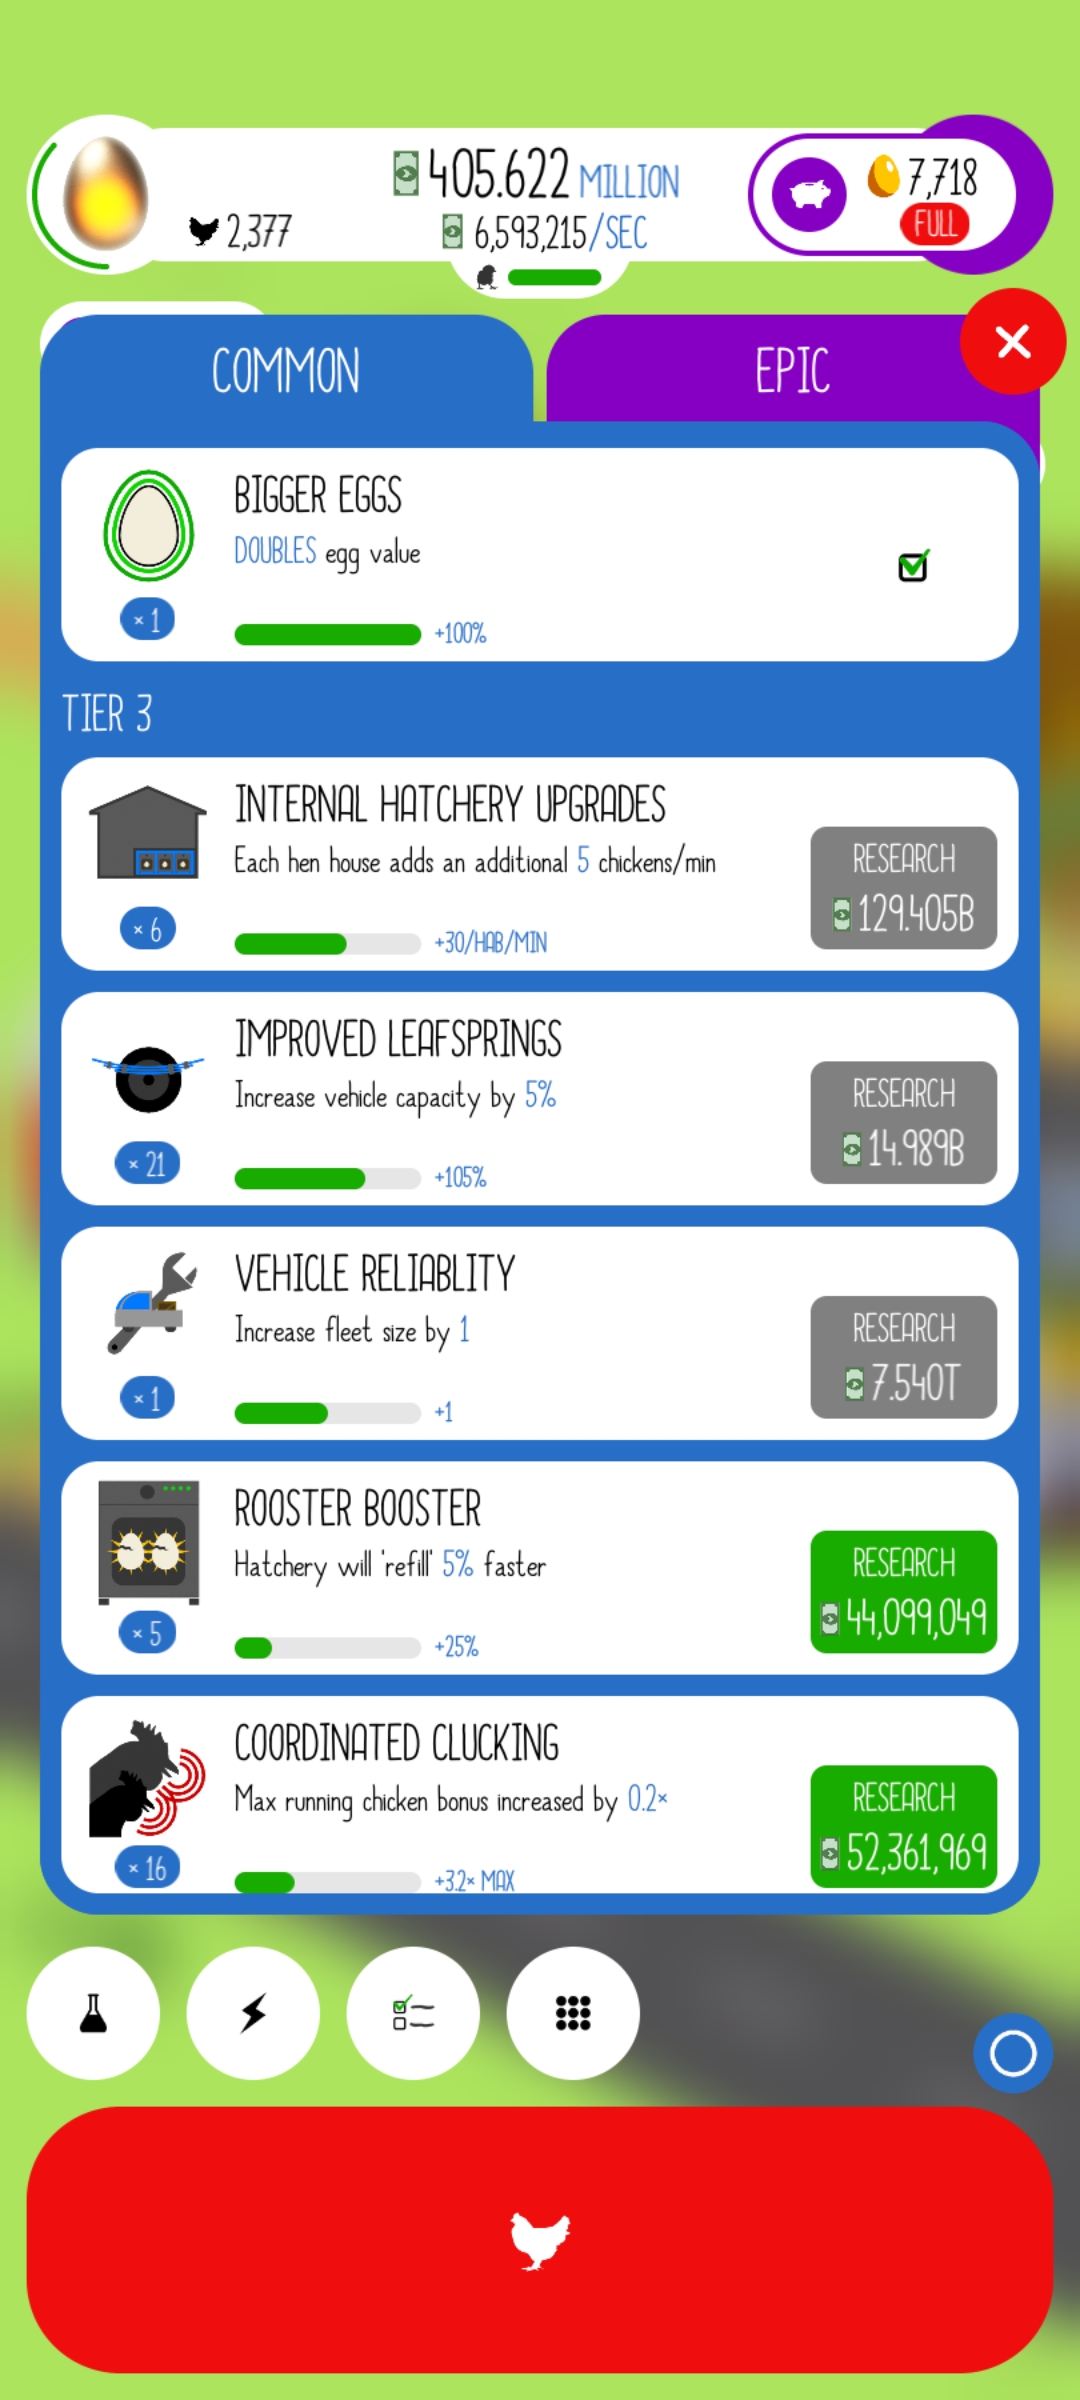 405.622 MILLION
7,718
2,377
6,593,215/SEC
FULL
COMMON
EPIC
BIGGER EGGS
DOUBLES egg value
× 1
+100%
TIER 3
INTERNAL HATCHERY UPGRADES
Each hen house adds an additional 5 chickens/min
RESEARCH
129.405B
× 6
+30/HAB/MIN
IMPROVED LEAFSPRINGS
Increase vehicle capacity by 5%
RESEARCH
14.989B
× 21
+105%
VEHICLE RELIABLITY
Increase fleet size by 1
RESEARCH
7.540T
× 1
+1
ROOSTER BOOSTER
Hatchery will 'refill' 5% faster
RESEARCH
44,099,049
× 5
+25%
COORDINATED CLUCKING
Max running chicken bonus increased by 0.2×
RESEARCH
52,361,969
× 16
+3.2× MAX